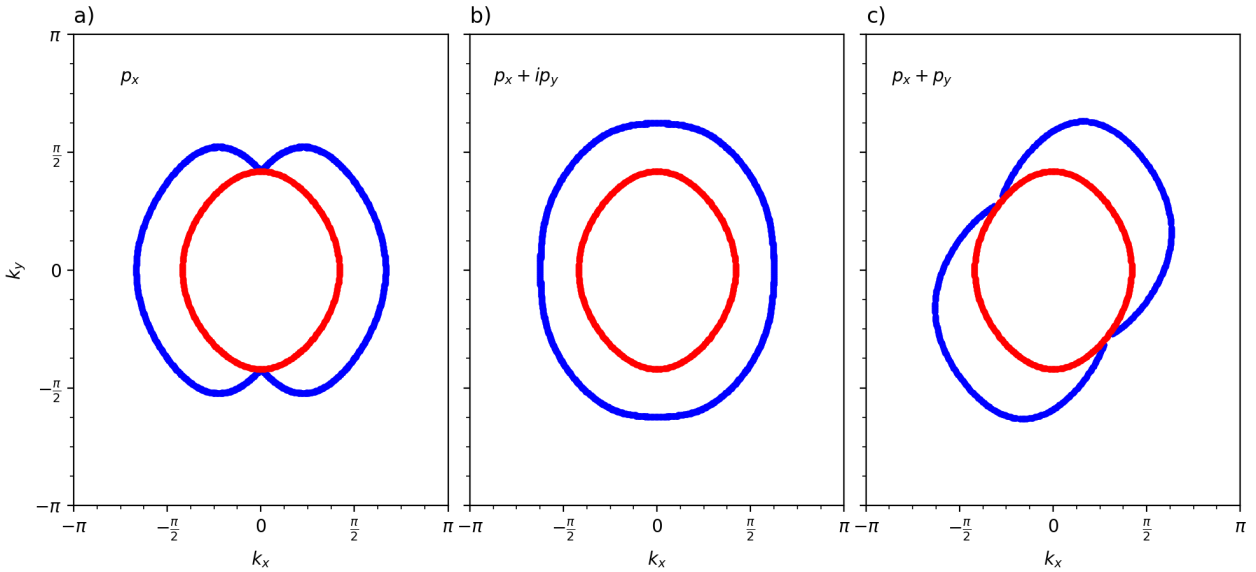 a)
b)
c)
p_x
p_x + ip_y
p_x + p_y
π
π/2
0
−π/2
−π
k_y
−π
−π/2
0
π/2
π
−π
−π/2
0
π/2
π
−π
−π/2
0
π/2
π
k_x
k_x
k_x